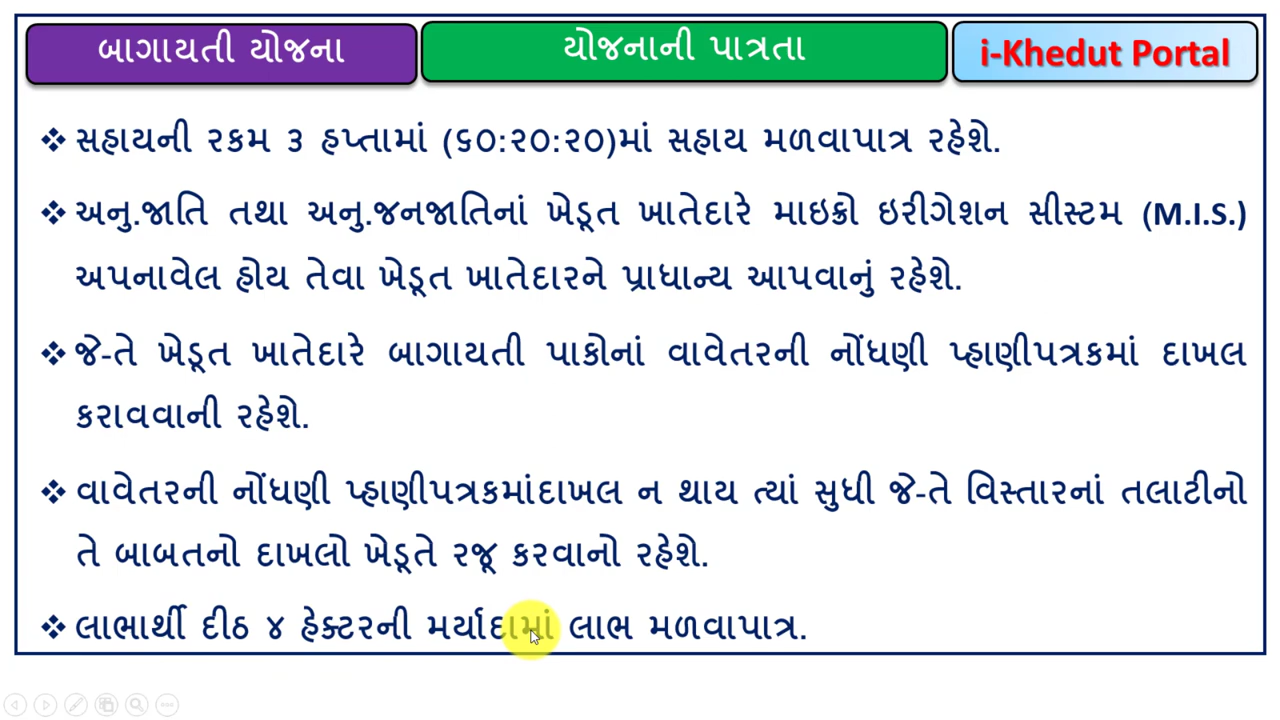 બાગાયતી યોજના
યોજનાની પાત્રતા
i-Khedut Portal
❖ સહાયની રકમ ૩ હપ્તામાં (૬૦:૨૦:૨૦)માં સહાય મળવાપાત્ર રહેશે.
❖ અનુ.જાતિ તથા અનુ.જનજાતિનાં ખેડૂત ખાતેદારે માઇક્રો ઇરીગેશન સીસ્ટમ (M.I.S.)
અપનાવેલ હોય તેવા ખેડૂત ખાતેદારને પ્રાધાન્ય આપવાનું રહેશે.
❖ જે-તે ખેડૂત ખાતેદારે બાગાયતી પાકોનાં વાવેતરની નોંધણી પ્હાણીપત્રકમાં દાખલ
કરાવવાની રહેશે.
❖ વાવેતરની નોંધણી પ્હાણીપત્રકમાંદાખલ ન થાય ત્યાં સુધી જે-તે વિસ્તારનાં તલાટીનો
તે બાબતનો દાખલો ખેડૂતે રજૂ કરવાનો રહેશે.
❖ લાભાર્થી દીઠ ૪ હેક્ટરની મર્યાદામાં લાભ મળવાપાત્ર.